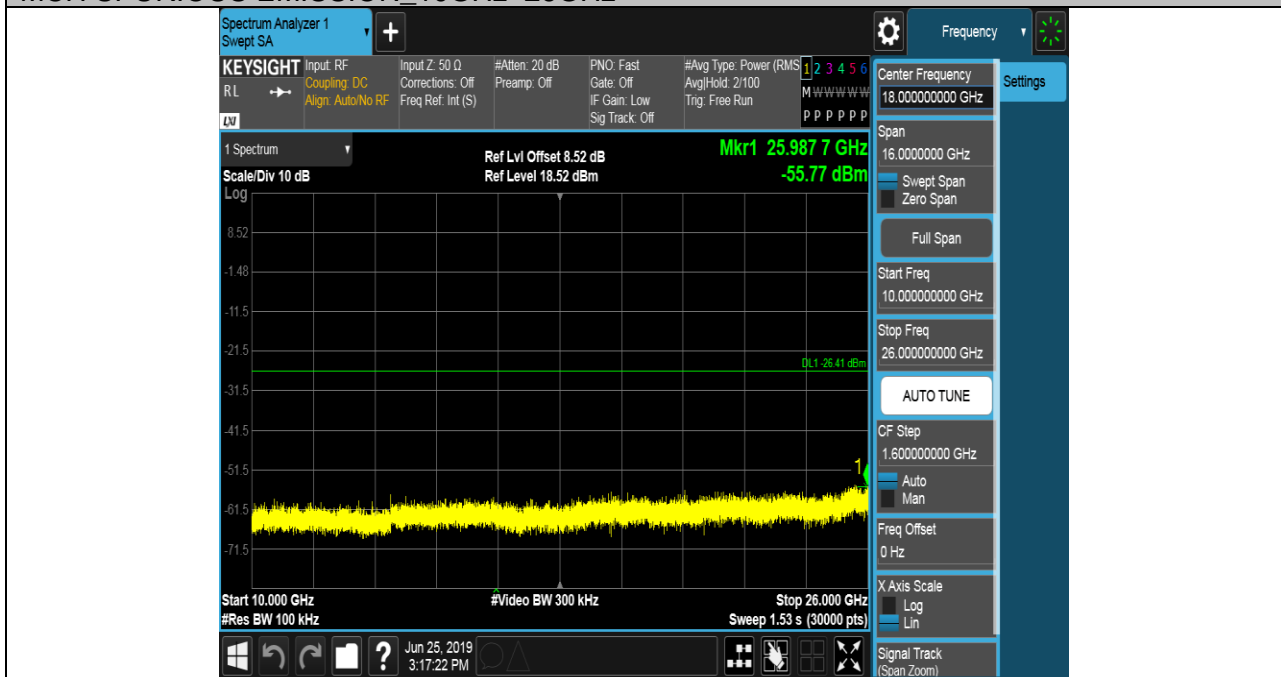 Spectrum Analyzer 1
Swept SA
+
Frequency
KEYSIGHT
RL
LXI
Input: RF
Coupling: DC
Align: Auto/No RF
Input Z: 50 Ω
Corrections: Off
Freq Ref: Int (S)
#Atten: 20 dB
Preamp: Off
PNO: Fast
Gate: Off
IF Gain: Low
Sig Track: Off
#Avg Type: Power (RMS
Avg|Hold: 2/100
Trig: Free Run
1 2 3 4 5 6
M W W W W W
P P P P P P
1 Spectrum
Scale/Div 10 dB
Ref Lvl Offset 8.52 dB
Ref Level 18.52 dBm
Mkr1 25.987 7 GHz
-55.77 dBm
Log
8.52
-1.48
-11.5
-21.5
DL1 -26.41 dBm
-31.5
-41.5
-51.5
1
-61.5
-71.5
Start 10.000 GHz
#Res BW 100 kHz
#Video BW 300 kHz
Stop 26.000 GHz
Sweep 1.53 s (30000 pts)
?
Jun 25, 2019
3:17:22 PM
Center Frequency
18.000000000 GHz
Span
16.0000000 GHz
Swept Span
Zero Span
Full Span
Start Freq
10.000000000 GHz
Stop Freq
26.000000000 GHz
AUTO TUNE
CF Step
1.600000000 GHz
Auto
Man
Freq Offset
0 Hz
X Axis Scale
Log
Lin
Signal Track
(Span Zoom)
Settings